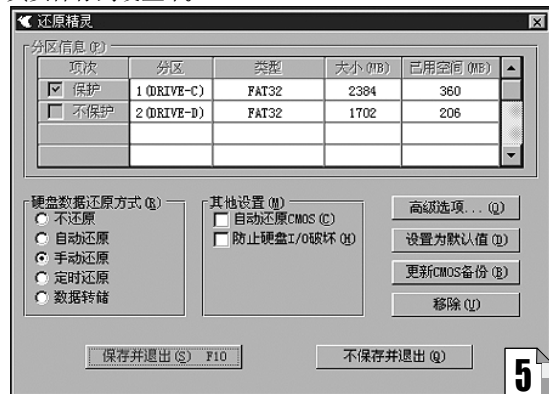 还原精灵
分区信息(P)
项次 分区 类型 大小(MB) 已用空间(MB)
保护 1(DRIVE-C) FAT32 2384 360
不保护 2(DRIVE-D) FAT32 1702 206
硬盘数据还原方式(R)
不还原
自动还原
手动还原
定时还原
数据转储
其他设置(M)
自动还原CMOS(C)
防止硬盘I/O破坏(H)
高级选项...(O)
设置为默认值(D)
更新CMOS备份(B)
移除(U)
保存并退出(S) F10
不保存并退出(Q)
5